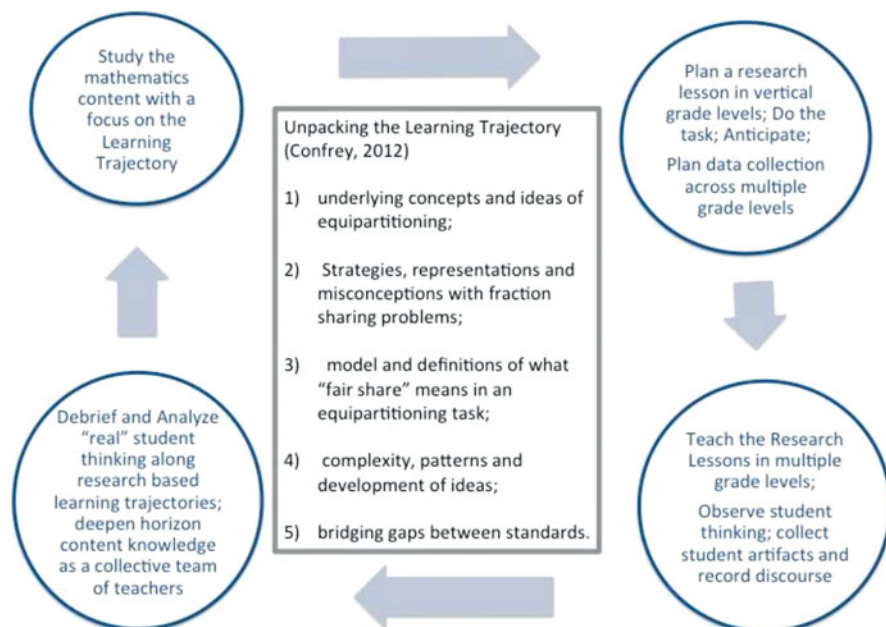 Study the
mathematics
content with a
focus on the
Learning
Trajectory
Plan a research
lesson in vertical
grade levels; Do the
task; Anticipate;
Plan data collection
across multiple
grade levels
Unpacking the Learning Trajectory
(Confrey, 2012)
1) underlying concepts and ideas of
equipartitioning;
2) Strategies, representations and
misconceptions with fraction
sharing problems;
3) model and definitions of what
“fair share” means in an
equipartitioning task;
4) complexity, patterns and
development of ideas;
5) bridging gaps between standards.
Teach the Research
Lessons in multiple
grade levels;
Observe student
thinking; collect
student artifacts and
record discourse
Debrief and Analyze
“real” student
thinking along
research based
learning trajectories;
deepen horizon
content knowledge
as a collective team
of teachers